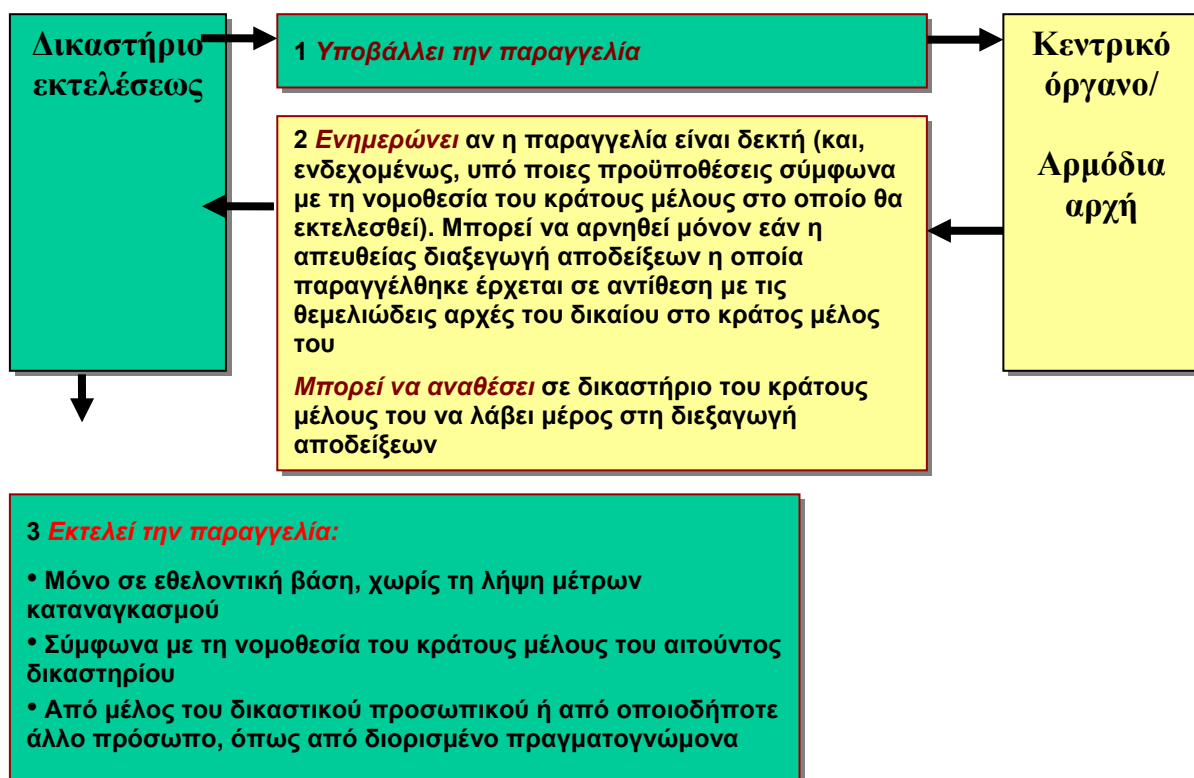 Δικαστήριο
εκτελέσεως
1 Υποβάλλει την παραγγελία
Κεντρικό
όργανο/
Αρμόδια
αρχή
2 Ενημερώνει αν η παραγγελία είναι δεκτή (και,
ενδεχομένως, υπό ποιες προϋποθέσεις σύμφωνα
με τη νομοθεσία του κράτους μέλους στο οποίο θα
εκτελεσθεί). Μπορεί να αρνηθεί μόνον εάν η
απευθείας διαξεγωγή αποδείξεων η οποία
παραγγέλθηκε έρχεται σε αντίθεση με τις
θεμελιώδεις αρχές του δικαίου στο κράτος μέλος
του
Μπορεί να αναθέσει σε δικαστήριο του κράτους
μέλους του να λάβει μέρος στη διεξαγωγή
αποδείξεων
3 Εκτελεί την παραγγελία:
• Μόνο σε εθελοντική βάση, χωρίς τη λήψη μέτρων
καταναγκασμού
• Σύμφωνα με τη νομοθεσία του κράτους μέλους του αιτούντος
δικαστηρίου
• Από μέλος του δικαστικού προσωπικού ή από οποιοδήποτε
άλλο πρόσωπο, όπως από διορισμένο πραγματογνώμονα